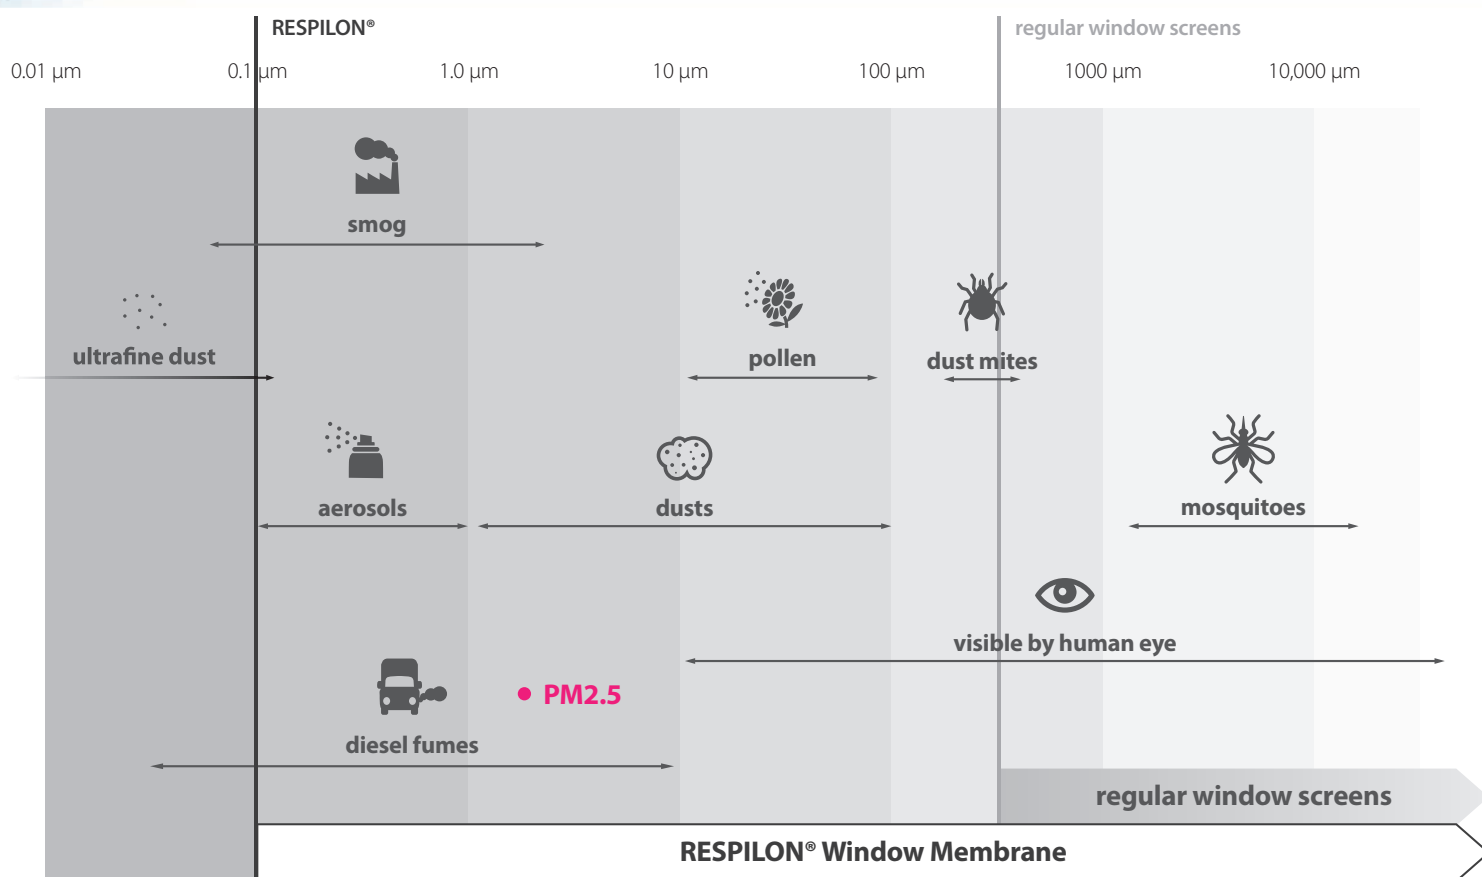 RESPILON®
regular window screens
0.01 µm
0.1 µm
1.0 µm
10 µm
100 µm
1000 µm
10,000 µm
smog
ultrafine dust
pollen
dust mites
aerosols
dusts
mosquitoes
visible by human eye
PM2.5
diesel fumes
regular window screens
RESPILON® Window Membrane